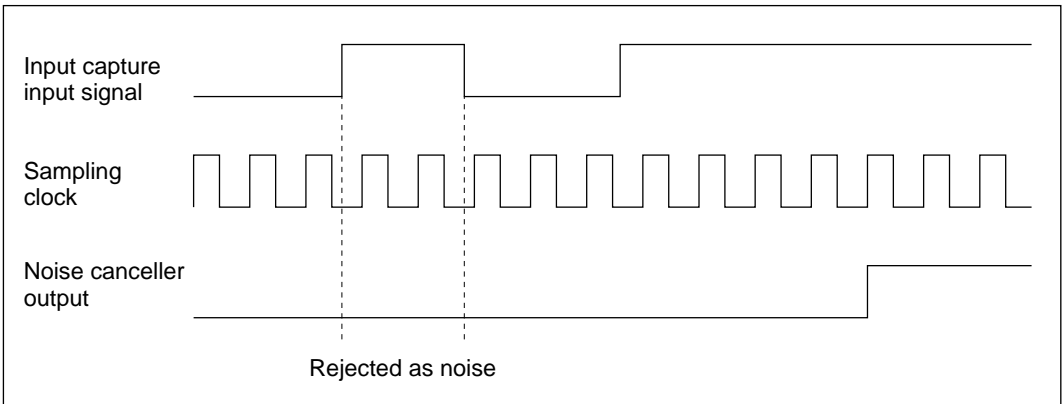 Input capture
input signal
Sampling
clock
Noise canceller
output
Rejected as noise